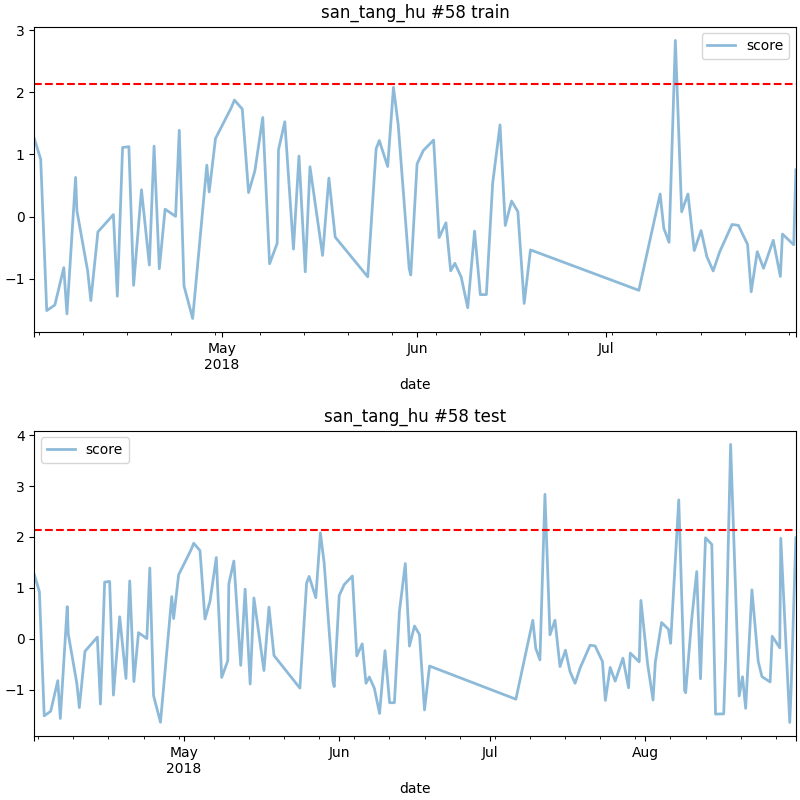 san_tang_hu #58 train
score
3
2
1
0
−1
May
2018
Jun
Jul
date
san_tang_hu #58 test
score
4
3
2
1
0
−1
May
2018
Jun
Jul
Aug
date